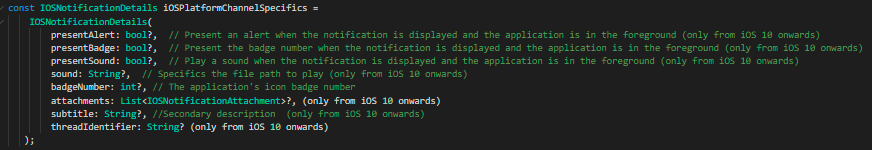 const IOSNotificationDetails iOSPlatformChannelSpecifics =
IOSNotificationDetails(
presentAlert: bool?, // Present an alert when the notification is displayed and the application is in the foreground (only from iOS 10 onwards)
presentBadge: bool?, // Present the badge number when the notification is displayed and the application is in the foreground (only from iOS 10 onwards)
presentSound: bool?, // Play a sound when the notification is displayed and the application is in the foreground (only from iOS 10 onwards)
sound: String?, // Specifics the file path to play (only from iOS 10 onwards)
badgeNumber: int?, // The application's icon badge number
attachments: List<IOSNotificationAttachment>?, (only from iOS 10 onwards)
subtitle: String?, //Secondary description (only from iOS 10 onwards)
threadIdentifier: String? (only from iOS 10 onwards)
);